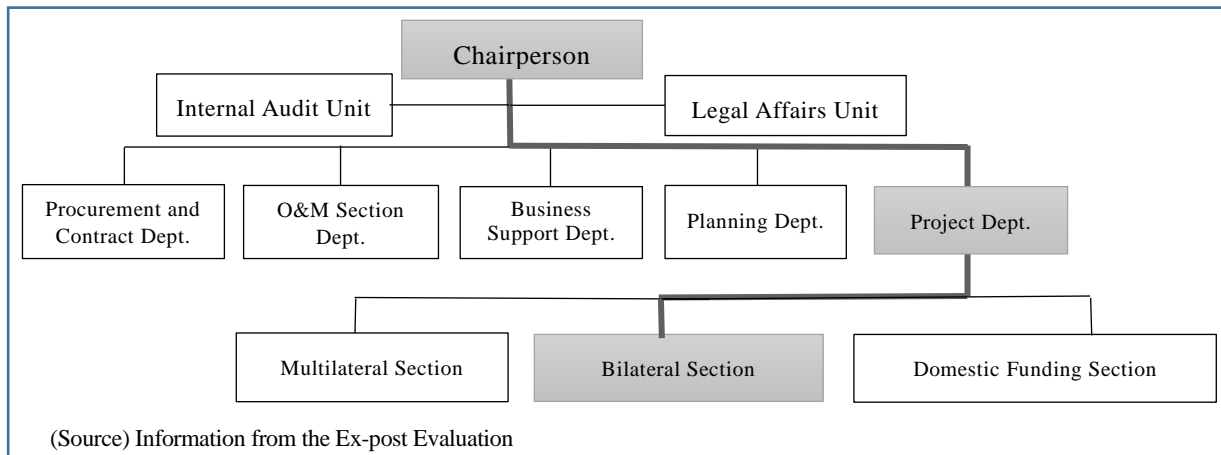 Chairperson
Internal Audit Unit
Legal Affairs Unit
Procurement and
Contract Dept.
O&M Section
Dept.
Business
Support Dept.
Planning Dept.
Project Dept.
Multilateral Section
Bilateral Section
Domestic Funding Section
(Source) Information from the Ex-post Evaluation